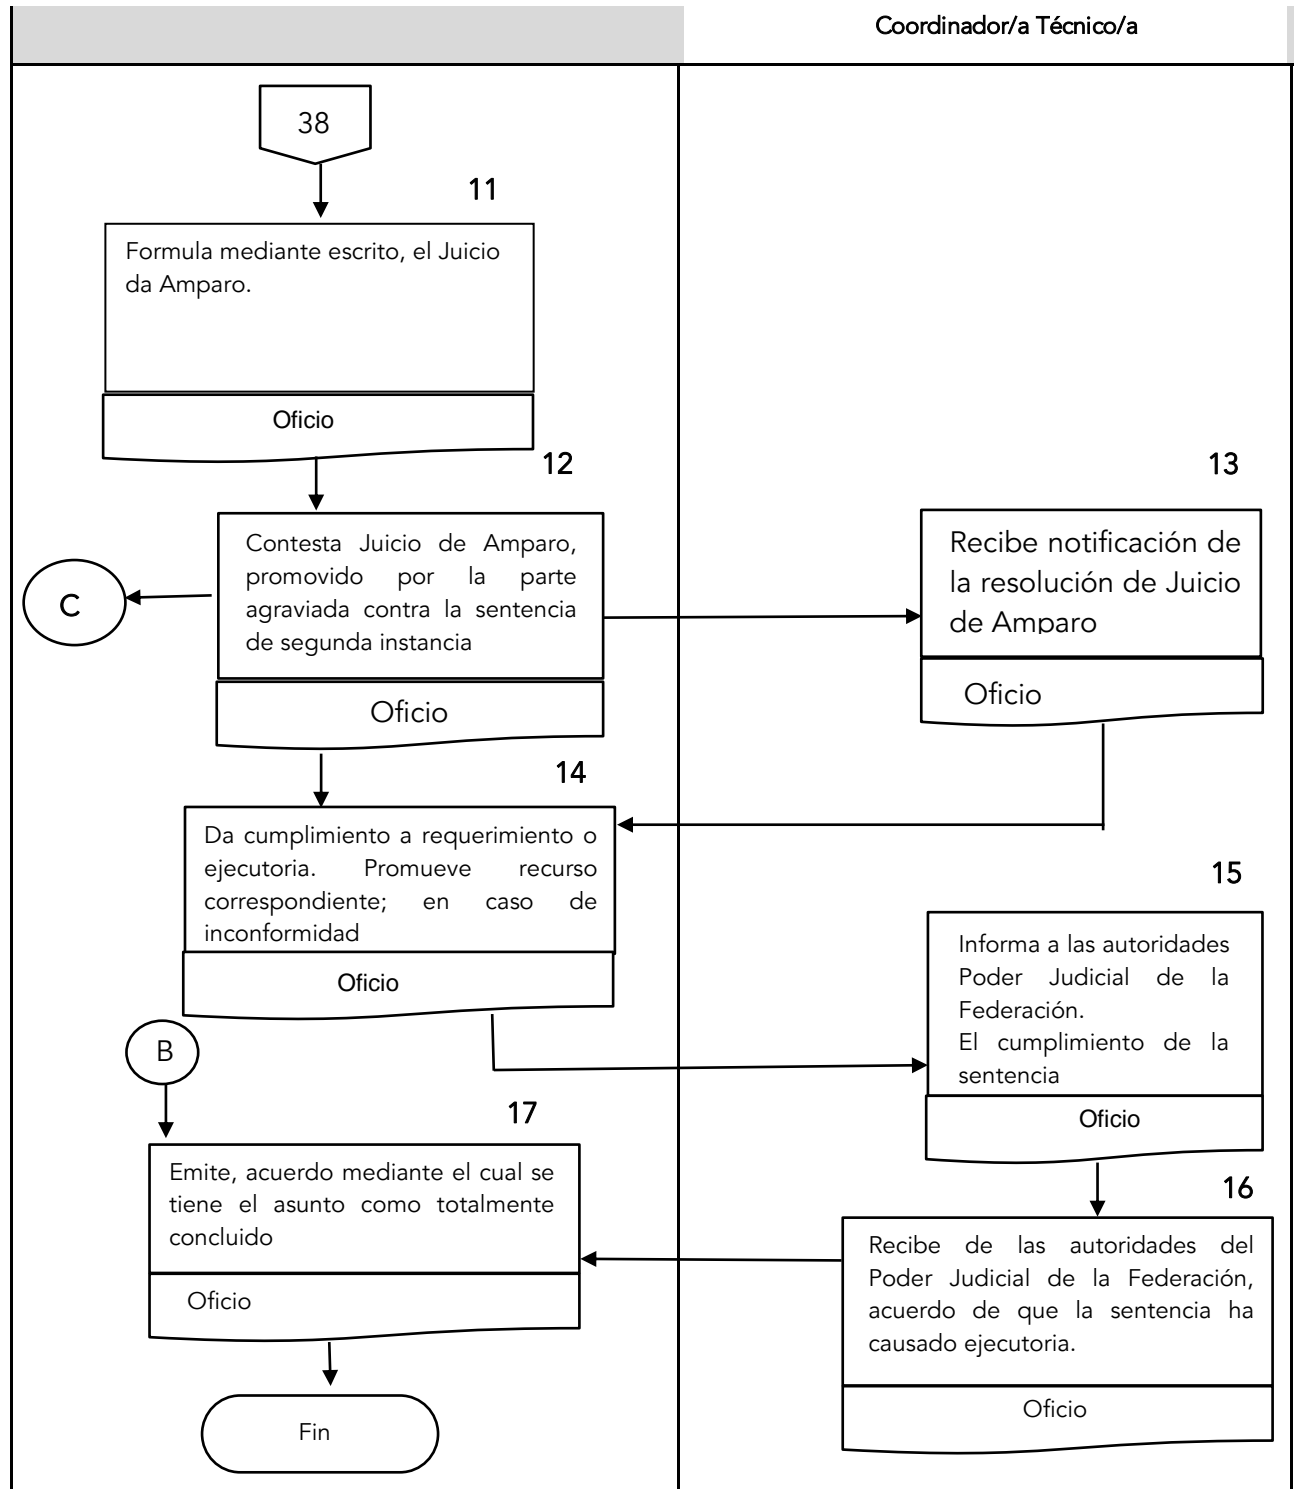 Coordinador/a Técnico/a
38
11
Formula mediante escrito, el Juicio
da Amparo.
Oficio
12
Contesta Juicio de Amparo,
promovido por la parte
agraviada contra la sentencia
de segunda instancia
Oficio
C
13
Recibe notificación de
la resolución de Juicio
de Amparo
Oficio
14
Da cumplimiento a requerimiento o
ejecutoria. Promueve recurso
correspondiente; en caso de
inconformidad
Oficio
15
Informa a las autoridades
Poder Judicial de la
Federación.
El cumplimiento de la
sentencia
Oficio
B
16
Recibe de las autoridades del
Poder Judicial de la Federación,
acuerdo de que la sentencia ha
causado ejecutoria.
Oficio
17
Emite, acuerdo mediante el cual se
tiene el asunto como totalmente
concluido
Oficio
Fin